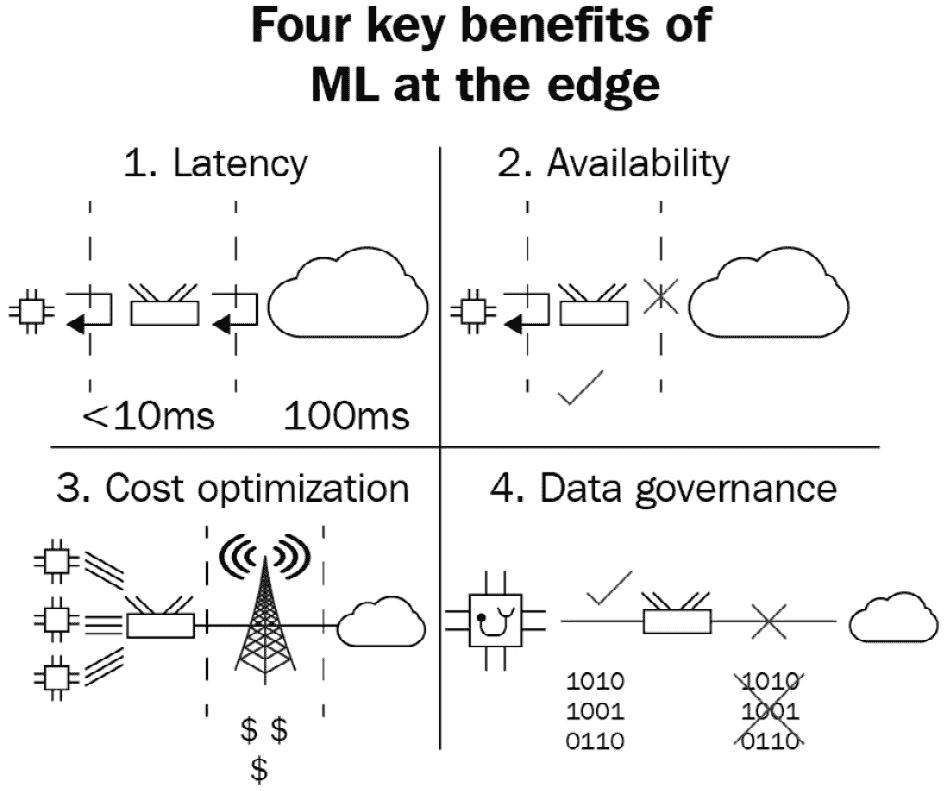 Four key benefits of
ML at the edge
1. Latency
<10ms
100ms
2. Availability
3. Cost optimization
$ $
$
4. Data governance
1010
1001
0110
1010
1001
0110